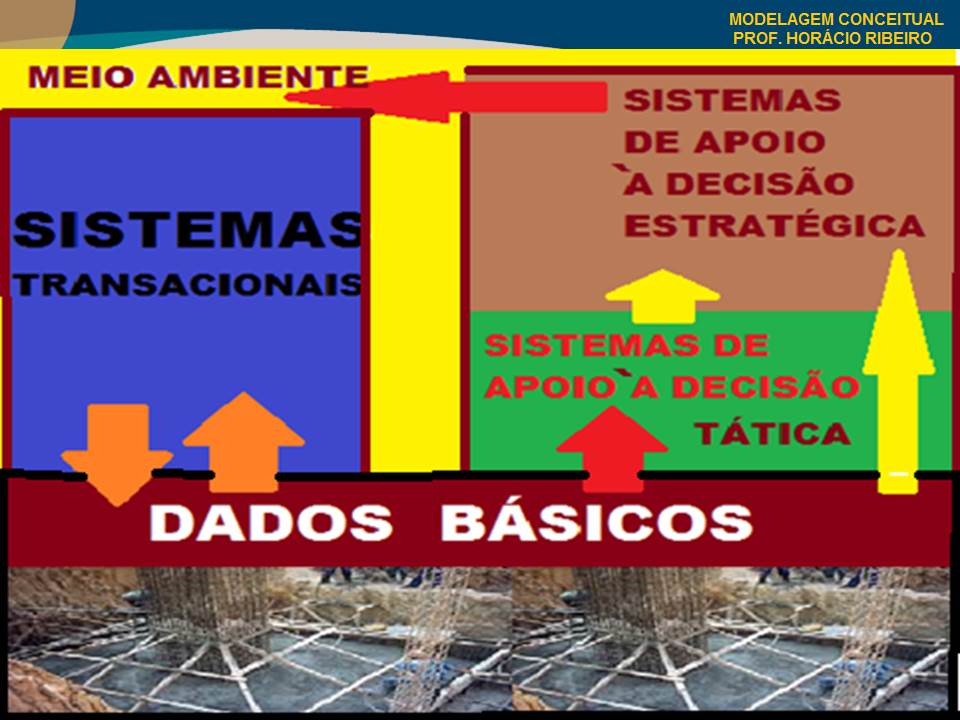 MODELAGEM CONCEITUAL
PROF. HORÁCIO RIBEIRO
MEIO AMBIENTE
SISTEMAS
TRANSACIONAIS
SISTEMAS
DE APOIO
`A DECISÃO
ESTRATÉGICA
SISTEMAS DE
APOIO `A DECISÃO
TÁTICA
DADOS BÁSICOS